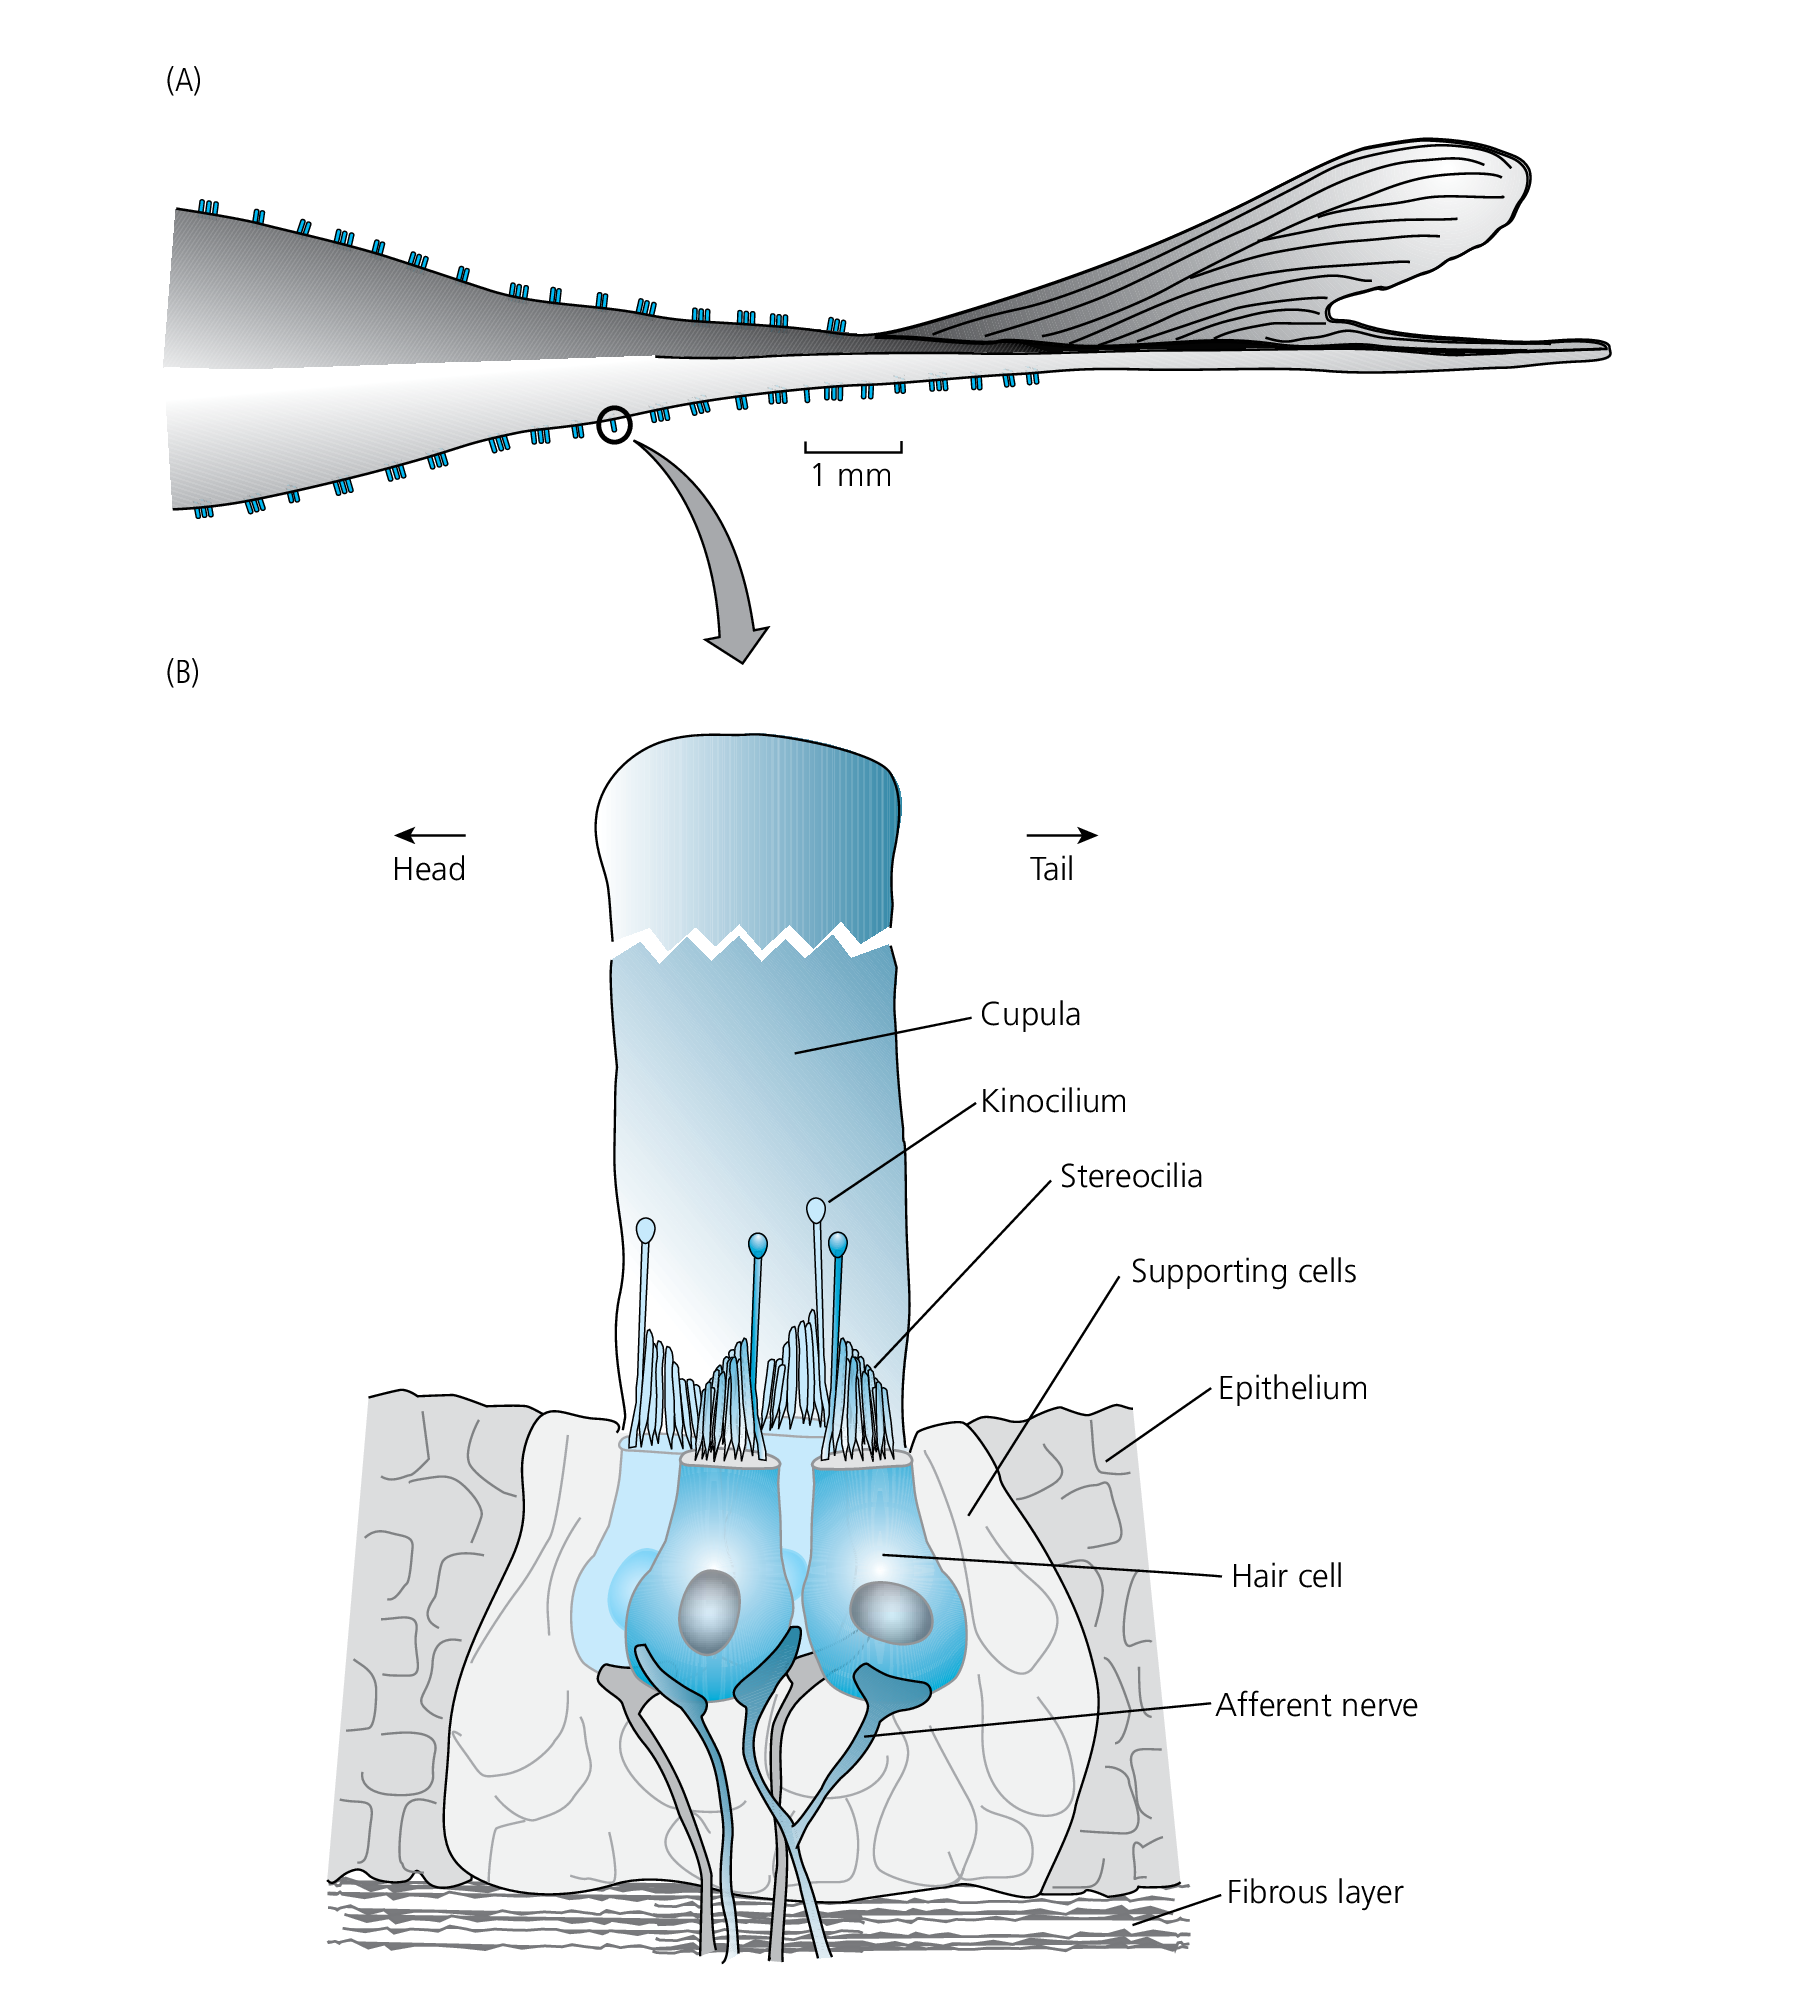 (A)
1 mm
(B)
Head
Tail
Cupula
Kinocilium
Stereocilia
Supporting cells
Epithelium
Hair cell
Afferent nerve
Fibrous layer